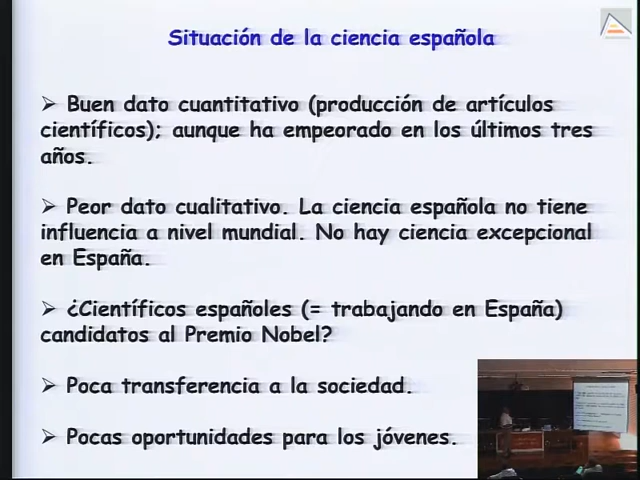 Situación de la ciencia española
➢ Buen dato cuantitativo (producción de artículos
científicos); aunque ha empeorado en los últimos tres
años.
➢ Peor dato cualitativo. La ciencia española no tiene
influencia a nivel mundial. No hay ciencia excepcional
en España.
➢ ¿Científicos españoles (= trabajando en España)
candidatos al Premio Nobel?
➢ Poca transferencia a la sociedad.
➢ Pocas oportunidades para los jóvenes.